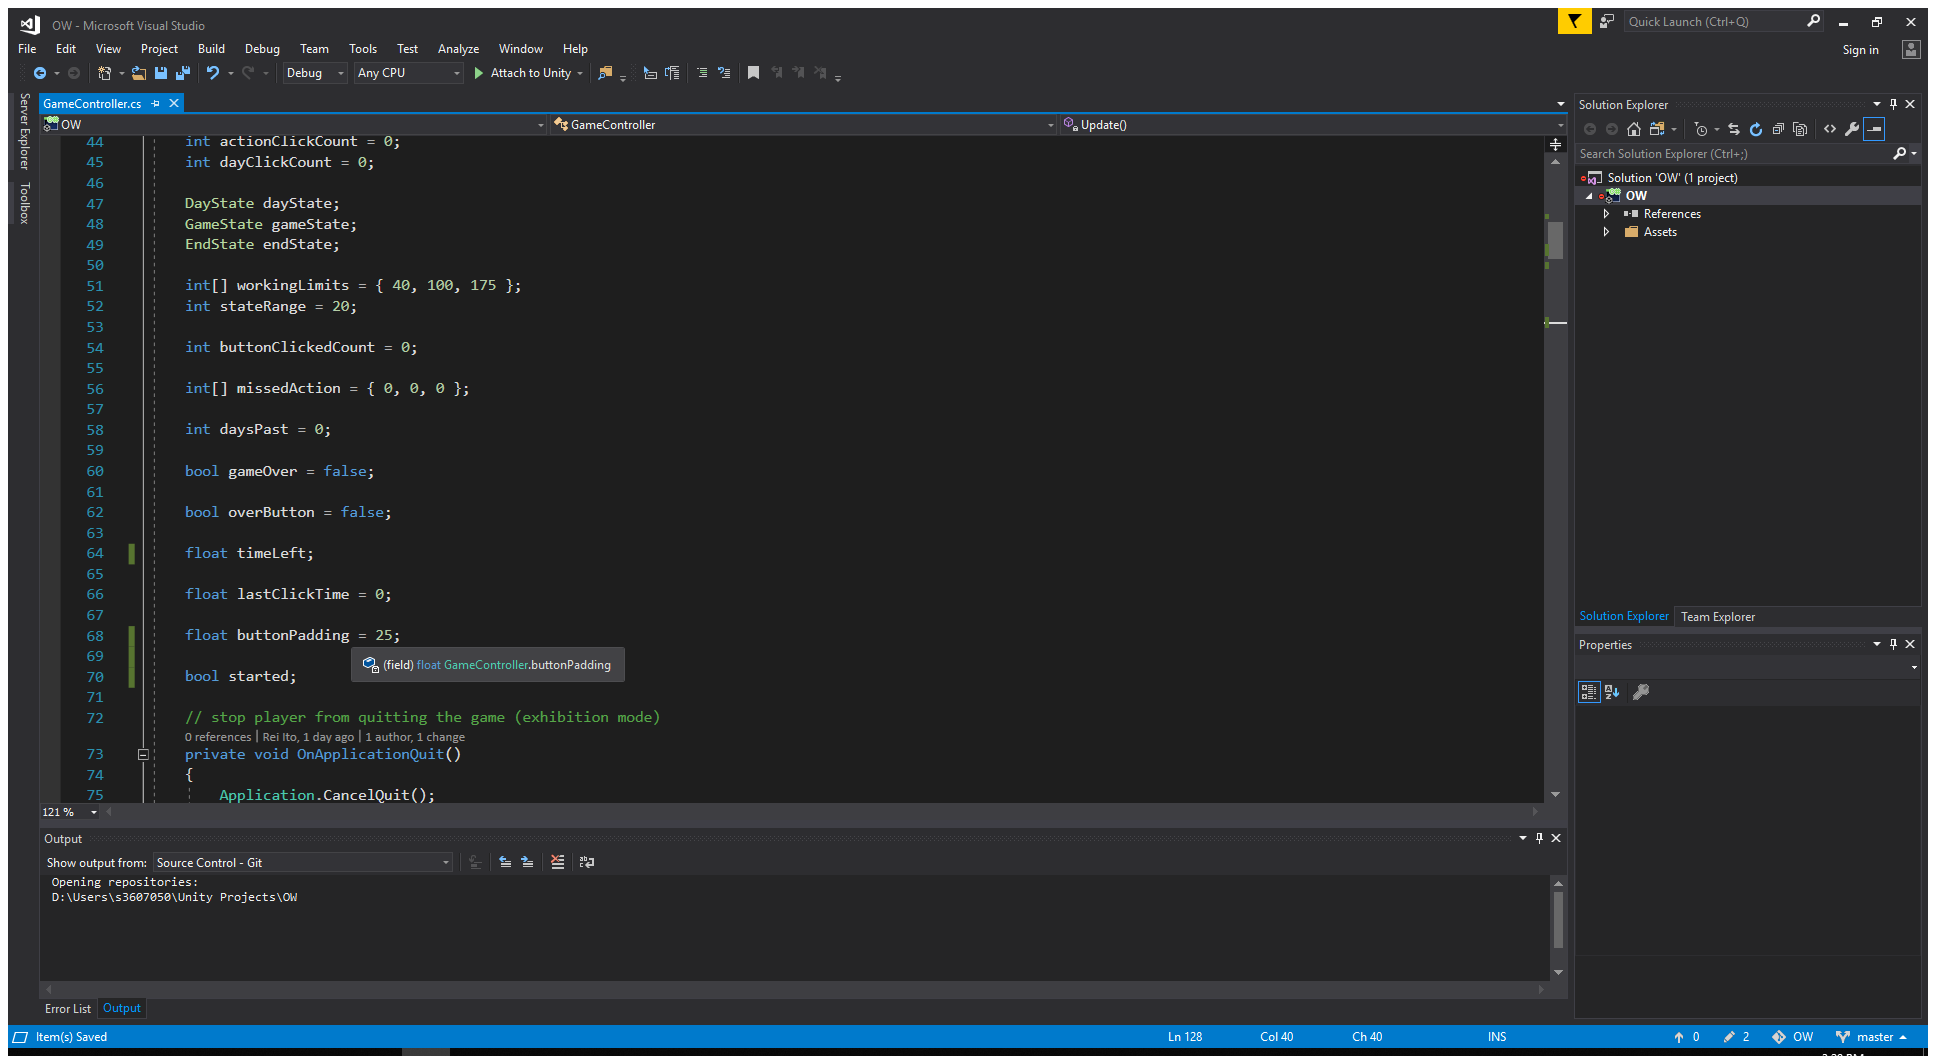 OW - Microsoft Visual Studio
Quick Launch (Ctrl+Q)
File Edit View Project Build Debug Team Tools Test Analyze Window Help
Sign in
Debug Any CPU Attach to Unity
Server Explorer
Toolbox
GameController.cs
OW GameController Update()
44 int actionClickCount = 0;
45 int dayClickCount = 0;
46
47 DayState dayState;
48 GameState gameState;
49 EndState endState;
50
51 int[] workingLimits = { 40, 100, 175 };
52 int stateRange = 20;
53
54 int buttonClickedCount = 0;
55
56 int[] missedAction = { 0, 0, 0 };
57
58 int daysPast = 0;
59
60 bool gameOver = false;
61
62 bool overButton = false;
63
64 float timeLeft;
65
66 float lastClickTime = 0;
67
68 float buttonPadding = 25;
69
(field) float GameController.buttonPadding
70 bool started;
71
72 // stop player from quitting the game (exhibition mode)
0 references | Rei Ito, 1 day ago | 1 author, 1 change
73 private void OnApplicationQuit()
74 {
75 Application.CancelQuit();
121 %
Output
Show output from: Source Control - Git
Opening repositories:
D:\Users\s3607050\Unity Projects\OW
Error List Output
Solution Explorer
Search Solution Explorer (Ctrl+;)
Solution 'OW' (1 project)
OW
References
Assets
Solution Explorer Team Explorer
Properties
Item(s) Saved Ln 128 Col 40 Ch 40 INS 0 2 OW master